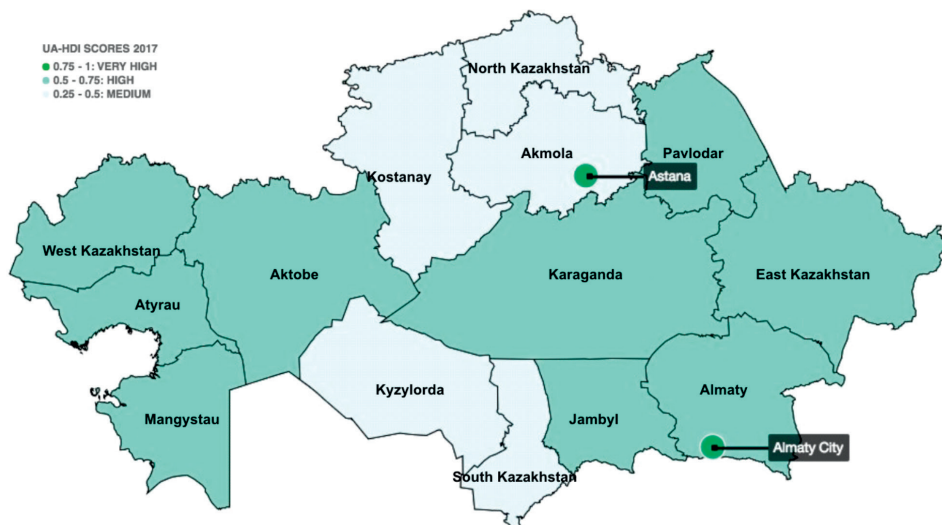 UA-HDI SCORES 2017
0.75 - 1: VERY HIGH
0.5 - 0.75: HIGH
0.25 - 0.5: MEDIUM
North Kazakhstan
Akmola
Pavlodar
Astana
Kostanay
West Kazakhstan
Aktobe
Karaganda
East Kazakhstan
Atyrau
Kyzylorda
Almaty
Mangystau
Jambyl
Almaty City
South Kazakhstan